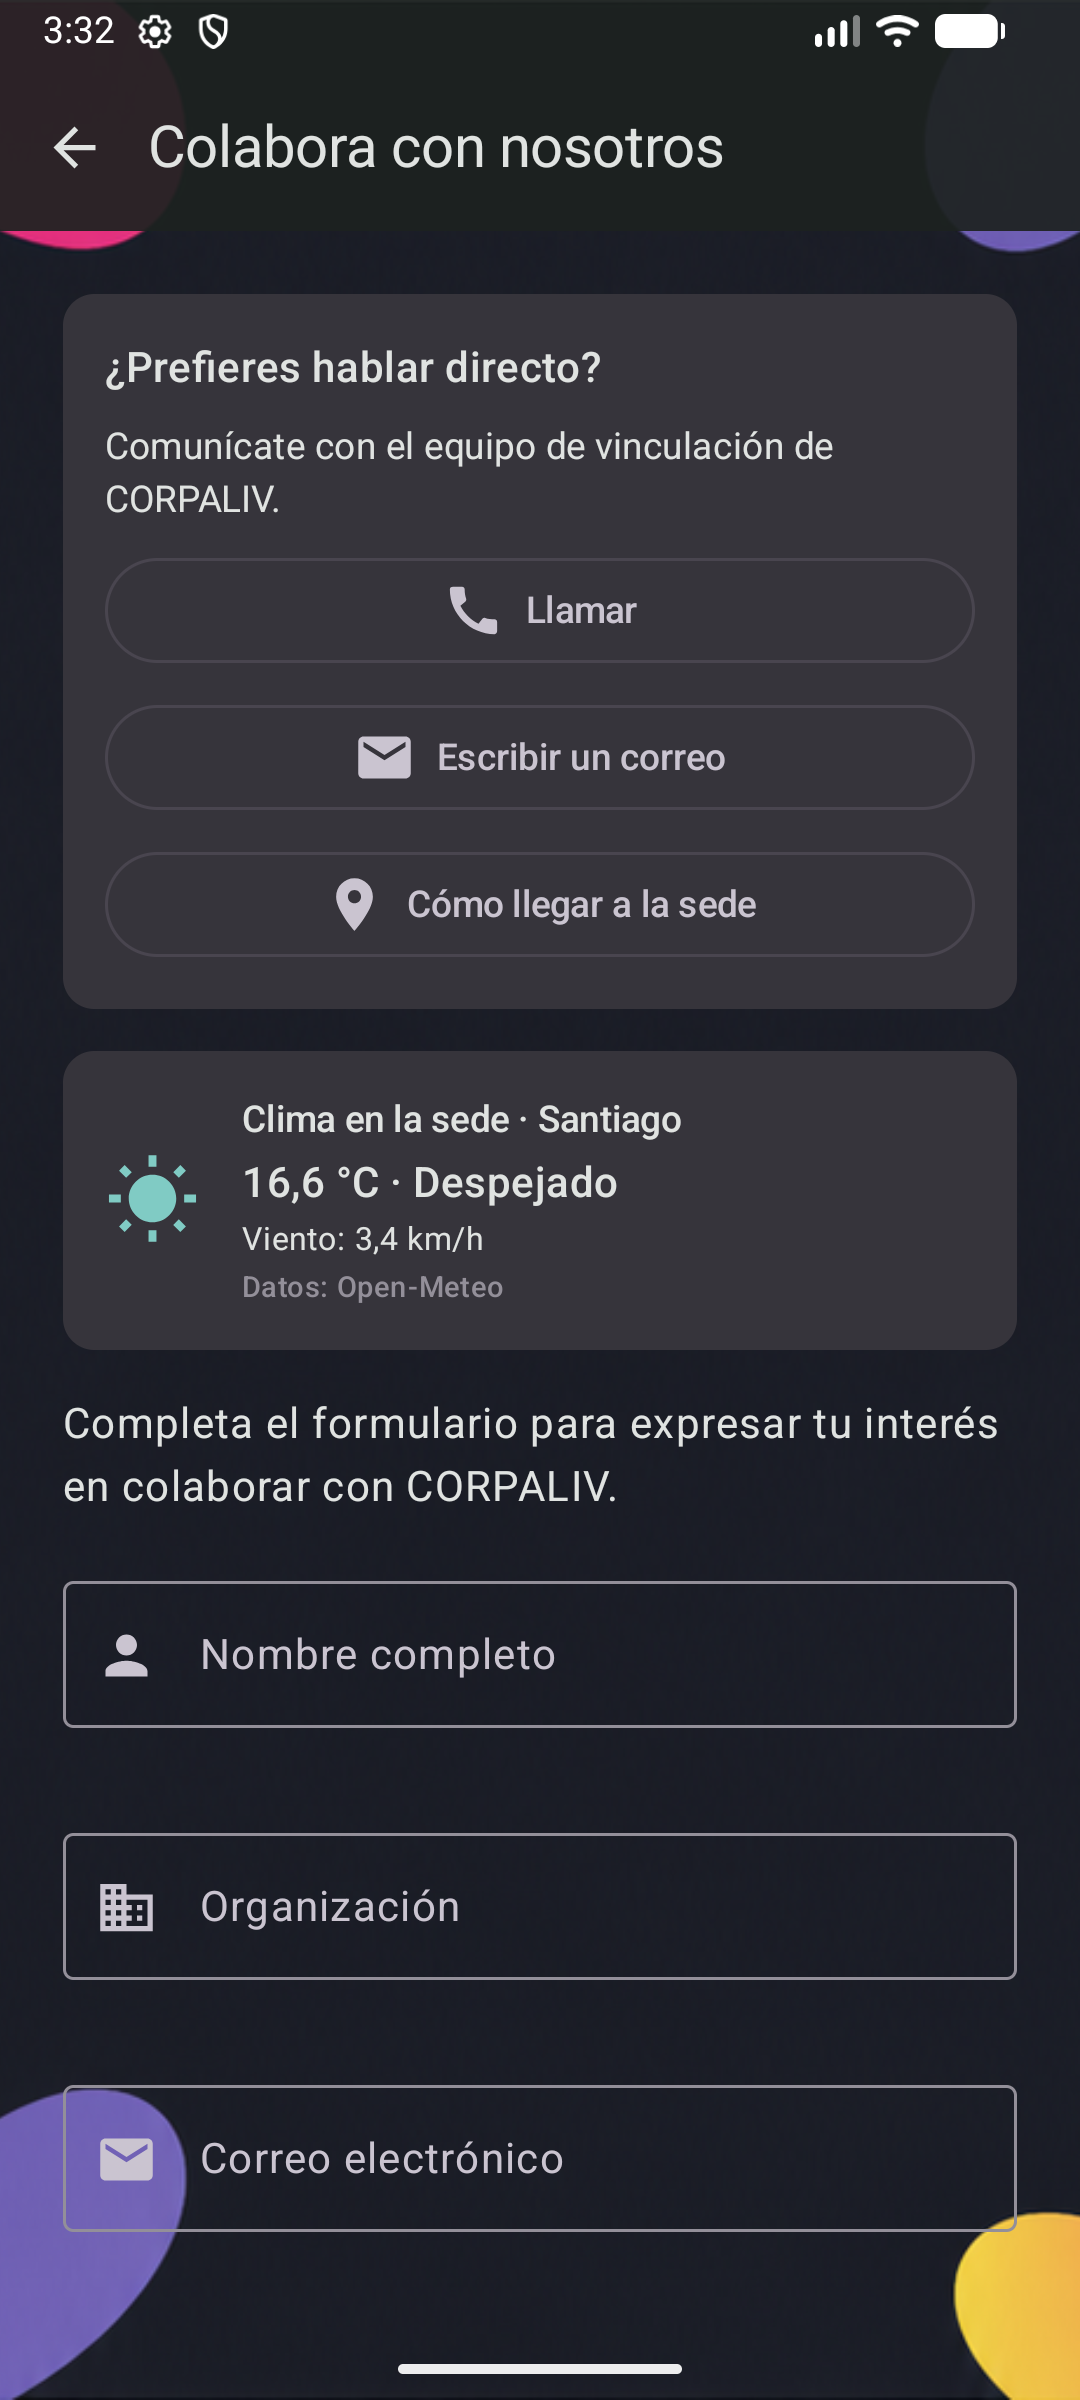 3:32
Colabora con nosotros
¿Prefieres hablar directo?
Comunícate con el equipo de vinculación de
CORPALIV.
Llamar
Escribir un correo
Cómo llegar a la sede
Clima en la sede · Santiago
16,6 °C · Despejado
Viento: 3,4 km/h
Datos: Open-Meteo
Completa el formulario para expresar tu interés
en colaborar con CORPALIV.
Nombre completo
Organización
Correo electrónico